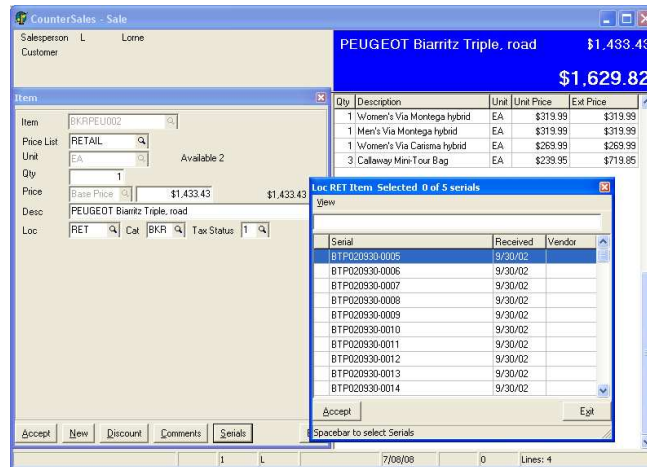 CounterSales - Sale
Salesperson L Lorne
Customer
PEUGEOT Biarritz Triple, road $1,433.43
$1,629.82
Item
Item BKRPEU002
Price List RETAIL
Unit EA Available 2
Qty 1
Price Base Price $1,433.43 $1,433.43
Desc PEUGEOT Biarritz Triple, road
Loc RET Cat BKR Tax Status 1
Accept New Discount Comments Serials
Qty Description Unit Unit Price Ext Price
1 Women's Via Montega hybrid EA $319.99 $319.99
1 Men's Via Montega hybrid EA $319.99 $319.99
1 Women's Via Carisma hybrid EA $269.99 $269.99
3 Callaway Mini-Tour Bag EA $239.95 $719.85
Loc RET Item Selected 0 of 5 serials
View
Serial Received Vendor
BTP020930-0005 9/30/02
BTP020930-0006 9/30/02
BTP020930-0007 9/30/02
BTP020930-0008 9/30/02
BTP020930-0009 9/30/02
BTP020930-0010 9/30/02
BTP020930-0011 9/30/02
BTP020930-0012 9/30/02
BTP020930-0013 9/30/02
BTP020930-0014 9/30/02
Accept Exit
Spacebar to select Serials
1 L 7/08/08 0 Lines: 4